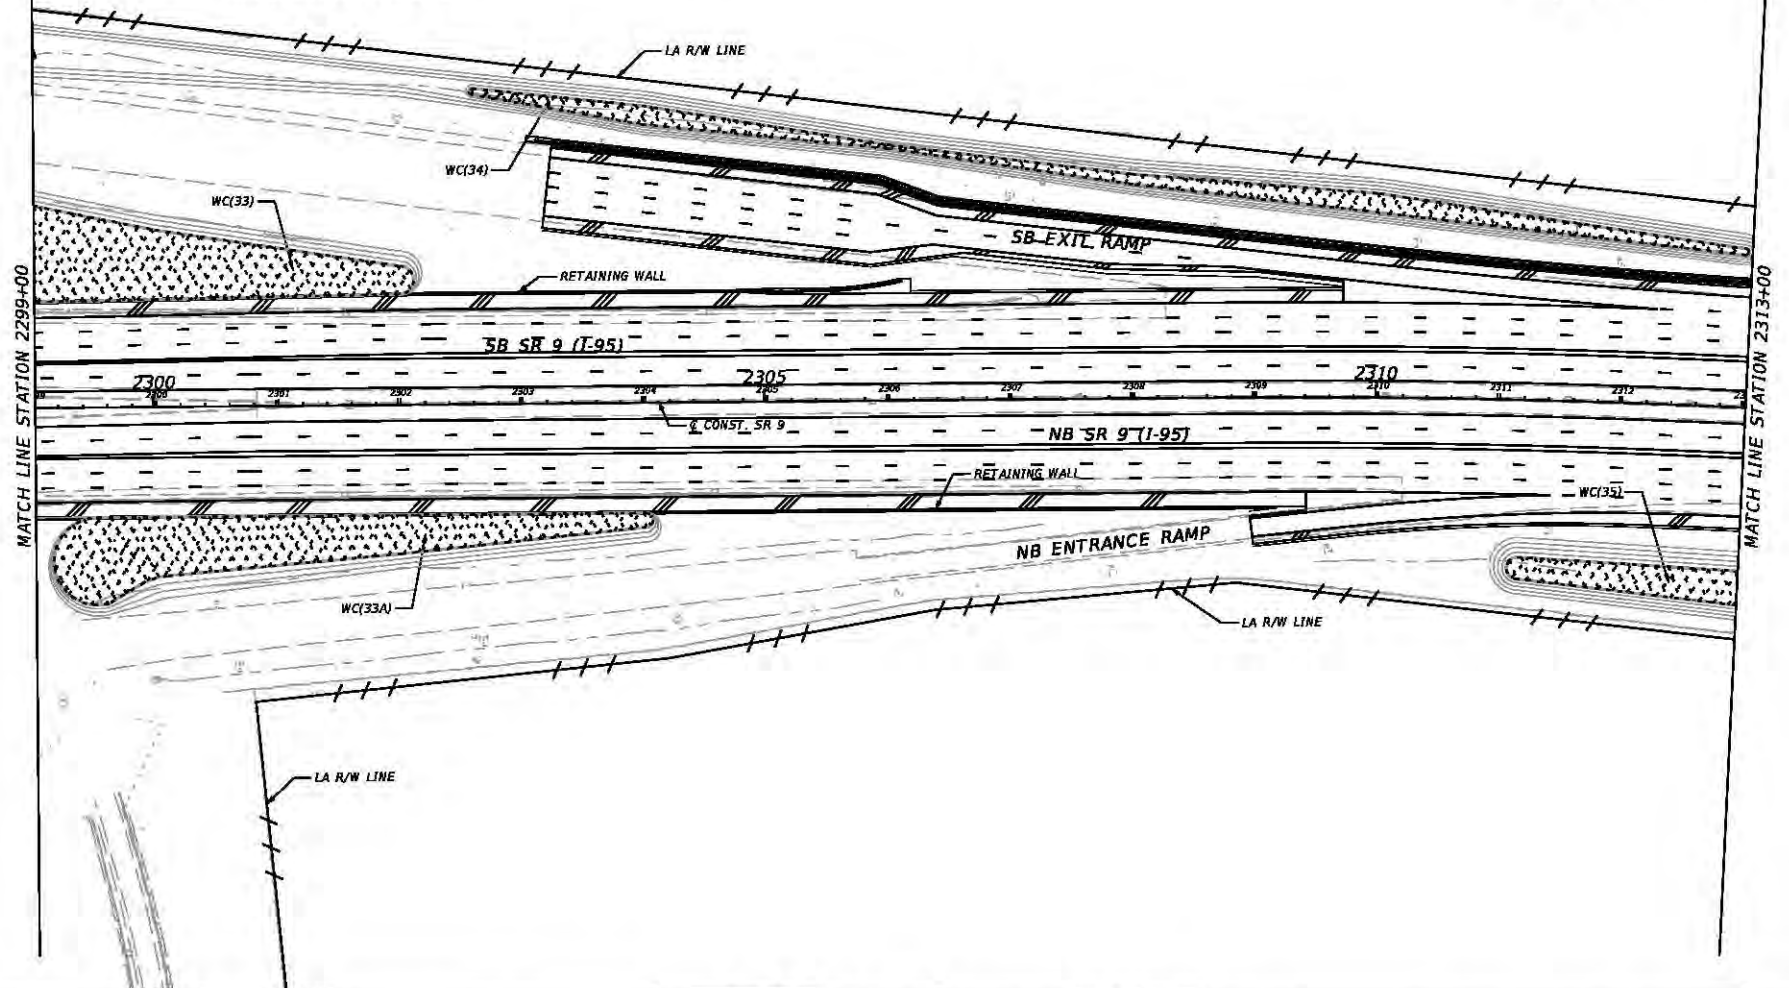 LA R/W LINE
WC(34)
WC(33)
SB EXIT RAMP
RETAINING WALL
MATCH LINE STATION 2299+00
MATCH LINE STATION 2313+00
SB SR 9 (I-95)
2300
2305
2310
2300
2301
2302
2303
2304
2305
2306
2307
2308
2309
2310
2311
2312
℄ CONST. SR 9
NB SR 9 (I-95)
RETAINING WALL
WC(35)
NB ENTRANCE RAMP
WC(33A)
LA R/W LINE
LA R/W LINE